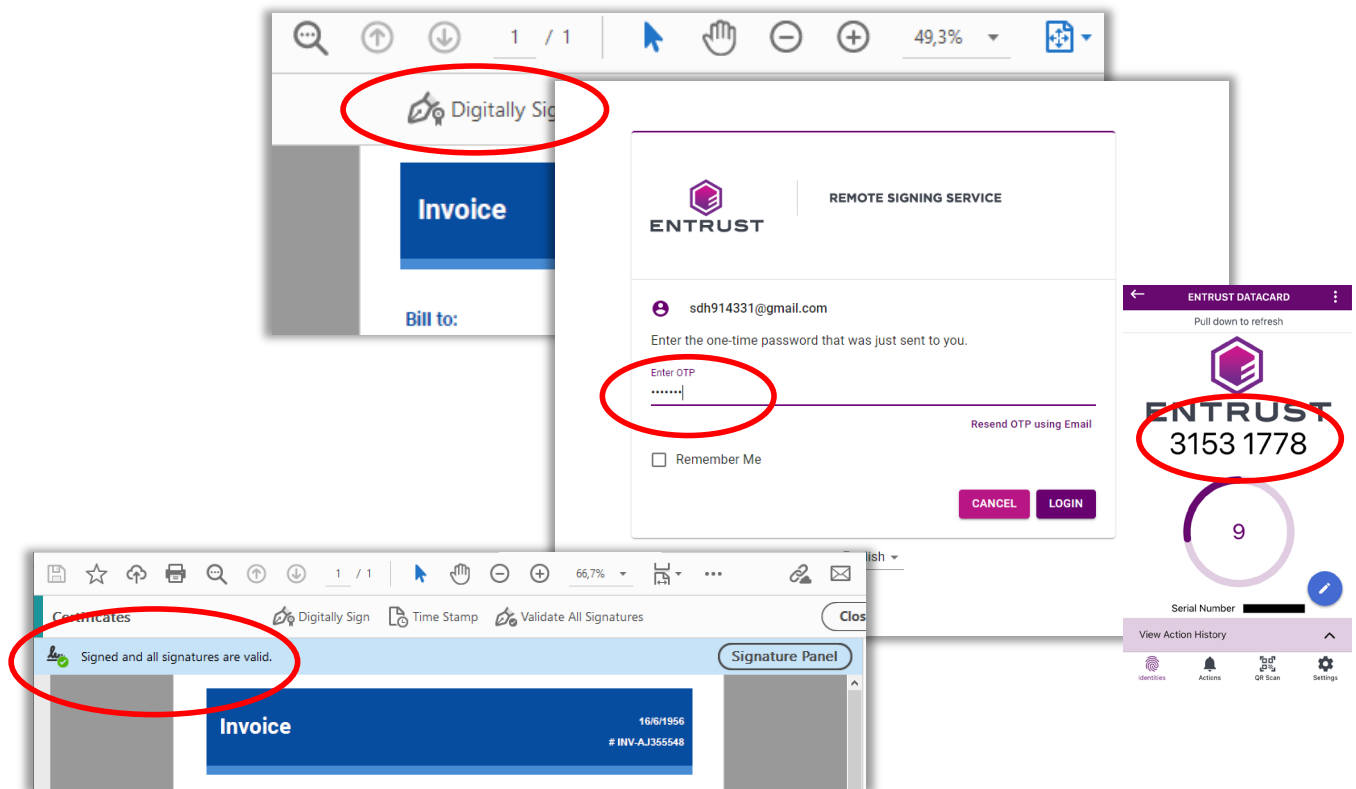 1 / 1
49,3%
Digitally Sig
Invoice
Bill to:
ENTRUST
REMOTE SIGNING SERVICE
sdh914331@gmail.com
Enter the one-time password that was just sent to you.
Enter OTP
•••••••
Resend OTP using Email
Remember Me
CANCEL
LOGIN
lish
ENTRUST DATACARD
Pull down to refresh
ENTRUST
3153 1778
9
Serial Number
View Action History
Identities
Actions
QR Scan
Settings
1 / 1
66,7%
Certificates
Digitally Sign
Time Stamp
Validate All Signatures
Clos
Signed and all signatures are valid.
Signature Panel
Invoice
16/6/1956
# INV-AJ355548